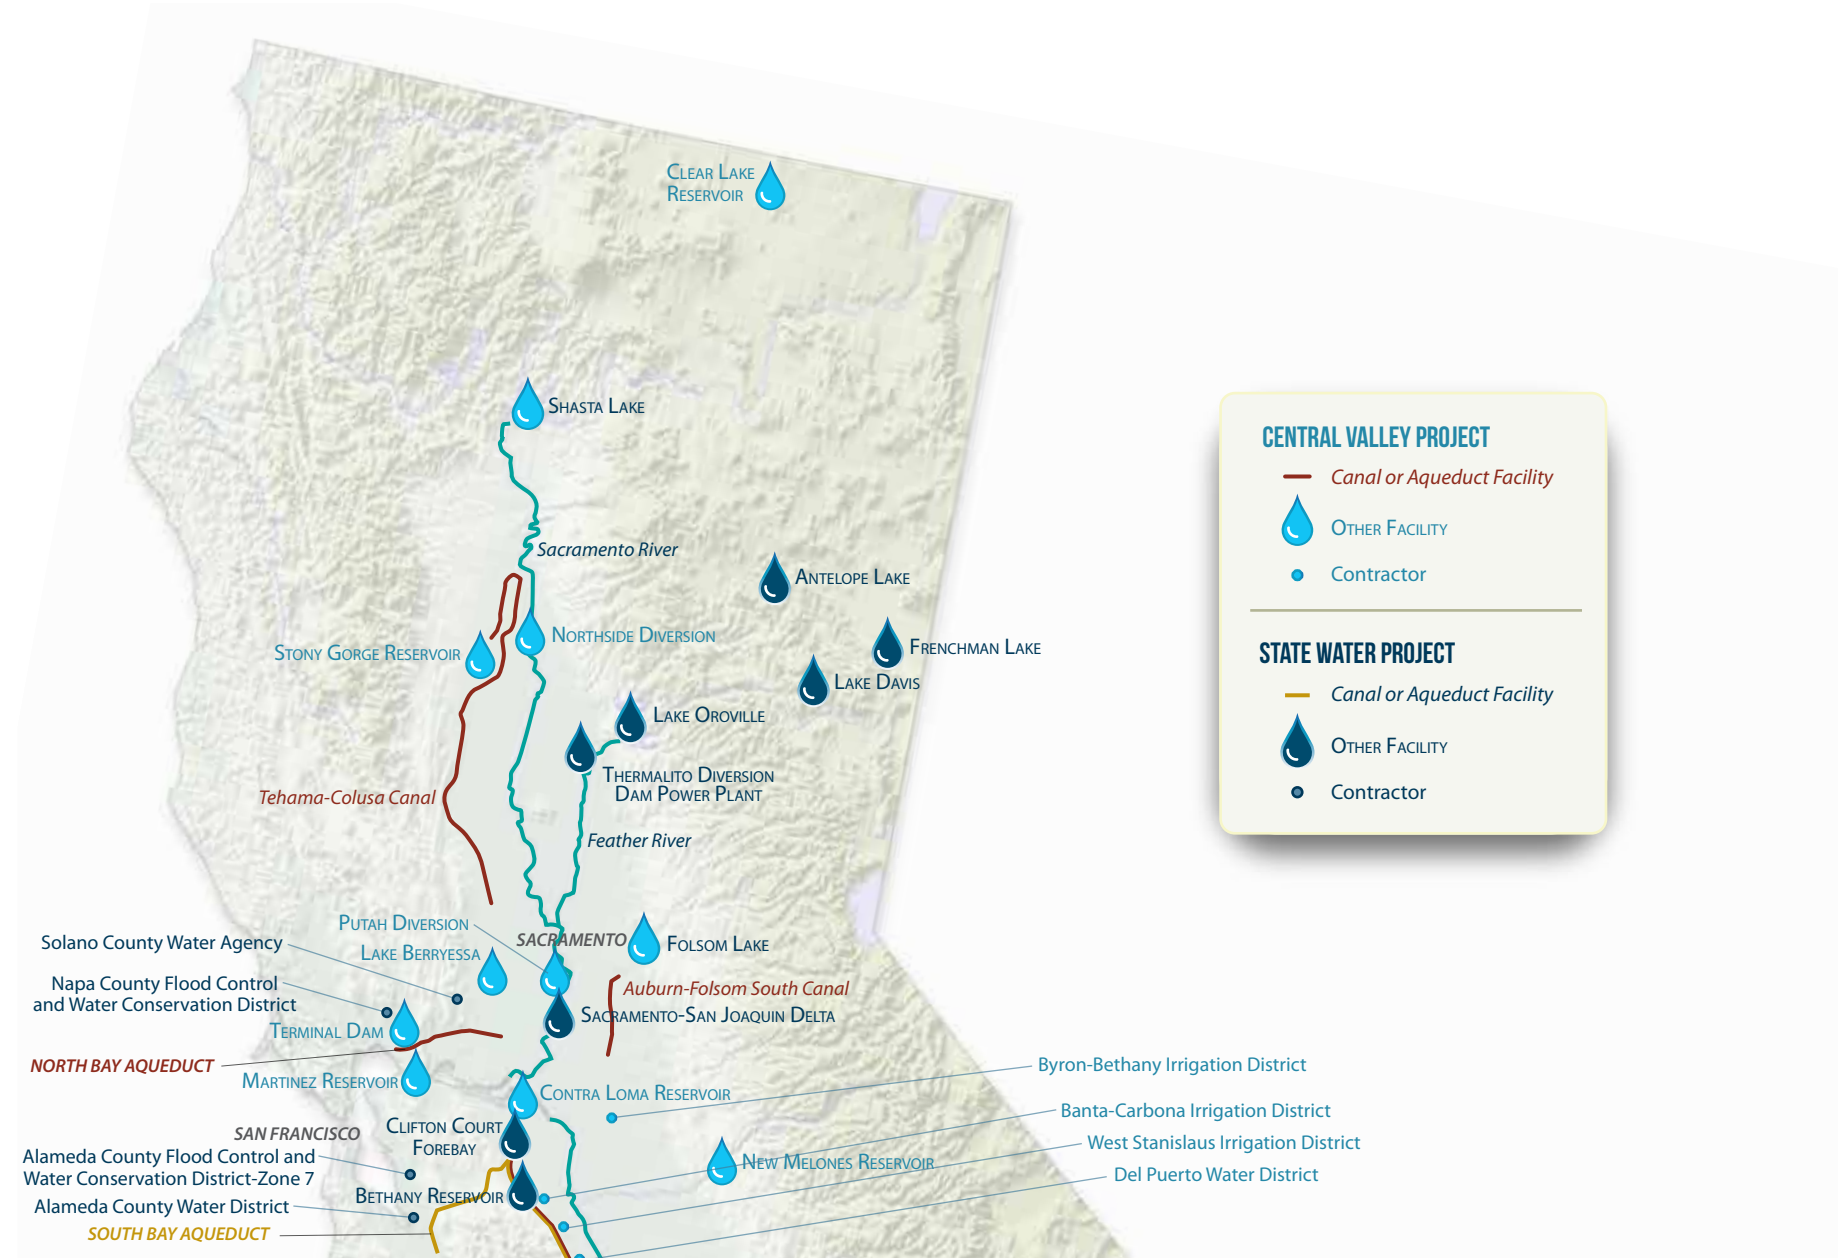 CLEAR LAKE
RESERVOIR
SHASTA LAKE
CENTRAL VALLEY PROJECT
Canal or Aqueduct Facility
OTHER FACILITY
Contractor
STATE WATER PROJECT
Canal or Aqueduct Facility
OTHER FACILITY
Contractor
Sacramento River
ANTELOPE LAKE
NORTHSIDE DIVERSION
STONY GORGE RESERVOIR
FRENCHMAN LAKE
LAKE DAVIS
LAKE OROVILLE
THERMALITO DIVERSION
DAM POWER PLANT
Tehama-Colusa Canal
Feather River
PUTAH DIVERSION
SACRAMENTO
FOLSOM LAKE
Solano County Water Agency
LAKE BERRYESSA
Napa County Flood Control
and Water Conservation District
Auburn-Folsom South Canal
SACRAMENTO-SAN JOAQUIN DELTA
TERMINAL DAM
NORTH BAY AQUEDUCT
MARTINEZ RESERVOIR
CONTRA LOMA RESERVOIR
Byron-Bethany Irrigation District
Banta-Carbona Irrigation District
West Stanislaus Irrigation District
Del Puerto Water District
CLIFTON COURT
FOREBAY
SAN FRANCISCO
NEW MELONES RESERVOIR
Alameda County Flood Control and
Water Conservation District-Zone 7
BETHANY RESERVOIR
Alameda County Water District
SOUTH BAY AQUEDUCT